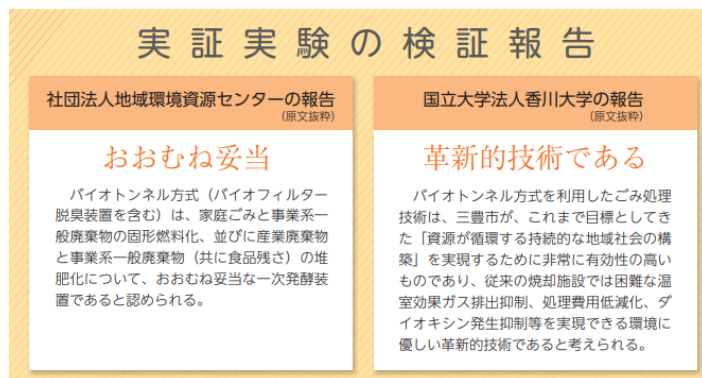 実証実験の検証報告
社団法人地域環境資源センターの報告
(原文抜粋)
おおむね妥当
バイオトンネル方式（バイオフィルター
脱臭装置を含む）は、家庭ごみと事業系一
般廃棄物の固形燃料化、並びに産業廃棄物
と事業系一般廃棄物（共に食品残さ）の堆
肥化について、おおむね妥当な一次発酵装
置であると認められる。
国立大学法人香川大学の報告
(原文抜粋)
革新的技術である
バイオトンネル方式を利用したごみ処理
技術は、三豊市が、これまで目標としてき
た「資源が循環する持続的な地域社会の構
築」を実現するために非常に有効性の高い
ものであり、従来の焼却施設では困難な温
室効果ガス排出抑制、処理費用低減化、ダ
イオキシン発生抑制等を実現できる環境に
優しい革新的技術であると考えられる。